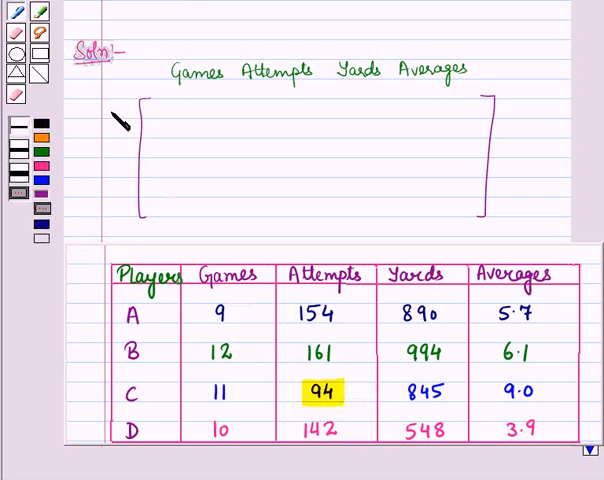 Soln:-
Games Attempts Yards Averages
Players Games Attempts Yards Averages
A 9 154 890 5.7
B 12 161 994 6.1
C 11 94 845 9.0
D 10 142 548 3.9